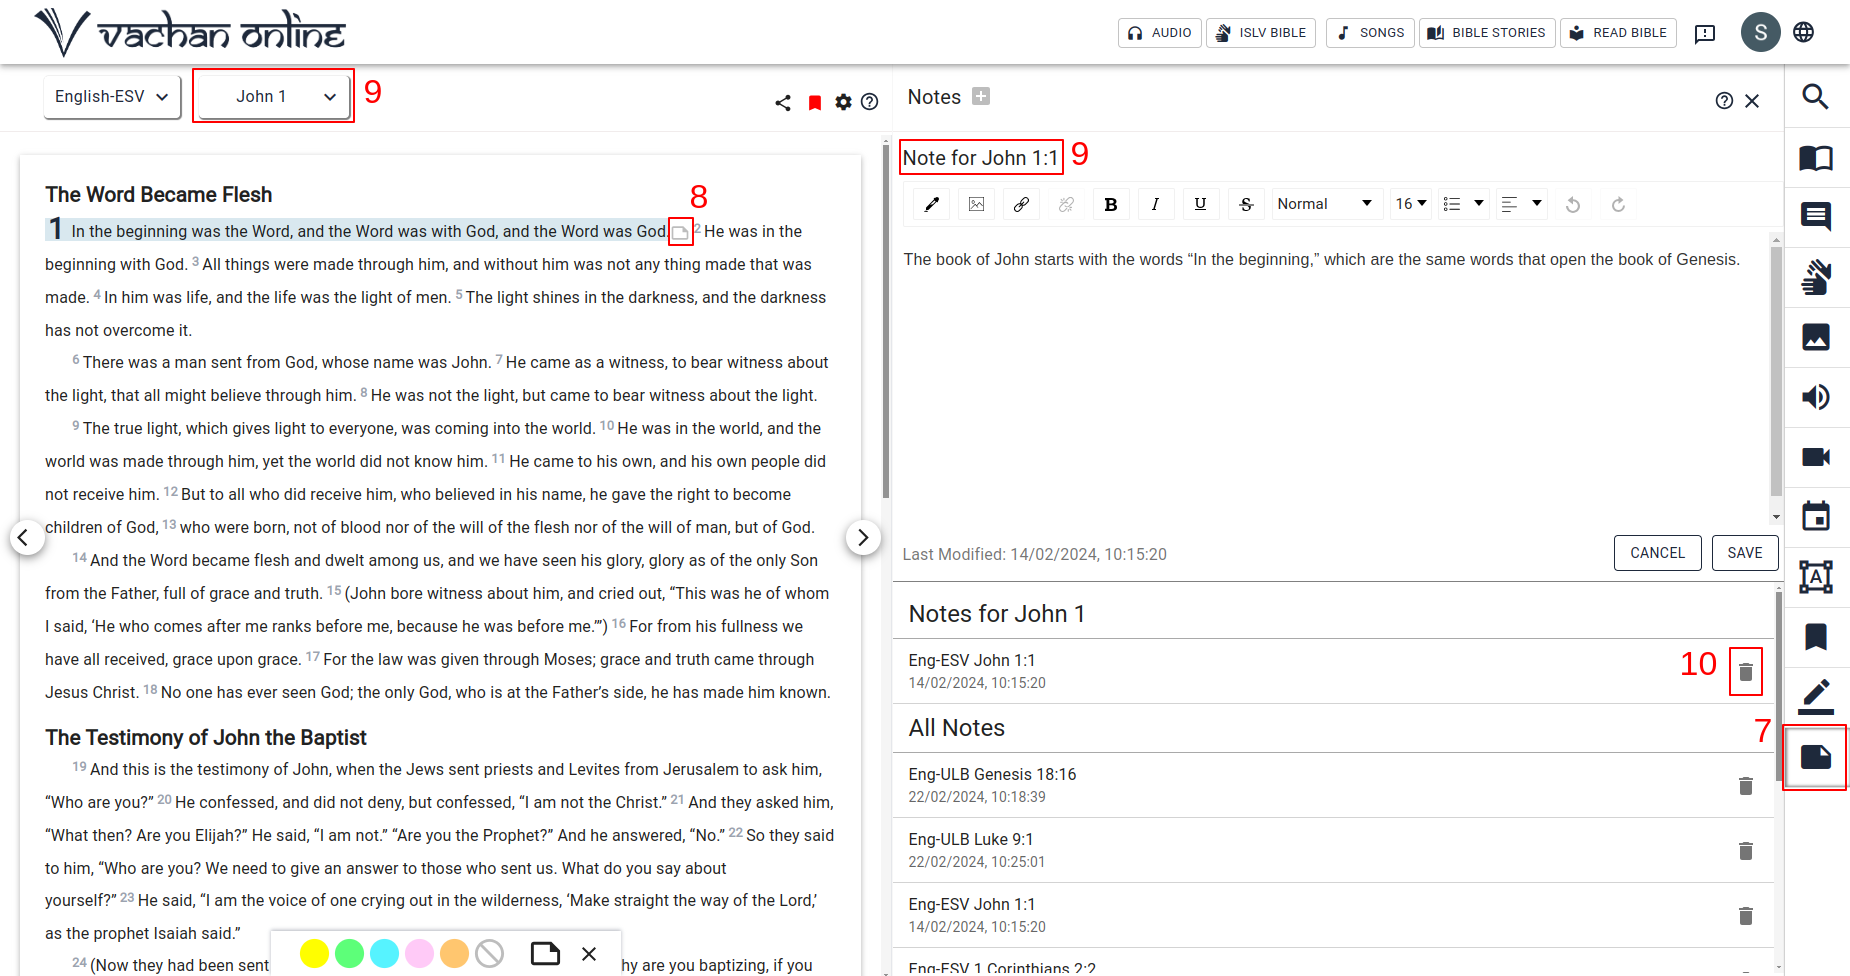 vachan online
AUDIO
ISLV BIBLE
SONGS
BIBLE STORIES
READ BIBLE
S
English-ESV
John 1
9
The Word Became Flesh
8
1 In the beginning was the Word, and the Word was with God, and the Word was God. 2 He was in the
beginning with God. 3 All things were made through him, and without him was not any thing made that was
made. 4 In him was life, and the life was the light of men. 5 The light shines in the darkness, and the darkness
has not overcome it.
6 There was a man sent from God, whose name was John. 7 He came as a witness, to bear witness about
the light, that all might believe through him. 8 He was not the light, but came to bear witness about the light.
9 The true light, which gives light to everyone, was coming into the world. 10 He was in the world, and the
world was made through him, yet the world did not know him. 11 He came to his own, and his own people did
not receive him. 12 But to all who did receive him, who believed in his name, he gave the right to become
children of God, 13 who were born, not of blood nor of the will of the flesh nor of the will of man, but of God.
14 And the Word became flesh and dwelt among us, and we have seen his glory, glory as of the only Son
from the Father, full of grace and truth. 15 (John bore witness about him, and cried out, “This was he of whom
I said, ‘He who comes after me ranks before me, because he was before me.’”) 16 For from his fullness we
have all received, grace upon grace. 17 For the law was given through Moses; grace and truth came through
Jesus Christ. 18 No one has ever seen God; the only God, who is at the Father’s side, he has made him known.
The Testimony of John the Baptist
19 And this is the testimony of John, when the Jews sent priests and Levites from Jerusalem to ask him,
“Who are you?” 20 He confessed, and did not deny, but confessed, “I am not the Christ.” 21 And they asked him,
“What then? Are you Elijah?” He said, “I am not.” “Are you the Prophet?” And he answered, “No.” 22 So they said
to him, “Who are you? We need to give an answer to those who sent us. What do you say about
yourself?” 23 He said, “I am the voice of one crying out in the wilderness, ‘Make straight the way of the Lord,’
as the prophet Isaiah said.”
24 (Now they had been sent
hy are you baptizing, if you
Notes
Note for John 1:1
9
B I U S Normal 16
A
The book of John starts with the words “In the beginning,” which are the same words that open the book of Genesis.
Last Modified: 14/02/2024, 10:15:20
CANCEL
SAVE
Notes for John 1
Eng-ESV John 1:1
14/02/2024, 10:15:20
10
All Notes
7
Eng-ULB Genesis 18:16
22/02/2024, 10:18:39
Eng-ULB Luke 9:1
22/02/2024, 10:25:01
Eng-ESV John 1:1
14/02/2024, 10:15:20
Eng-ESV 1 Corinthians 2:2